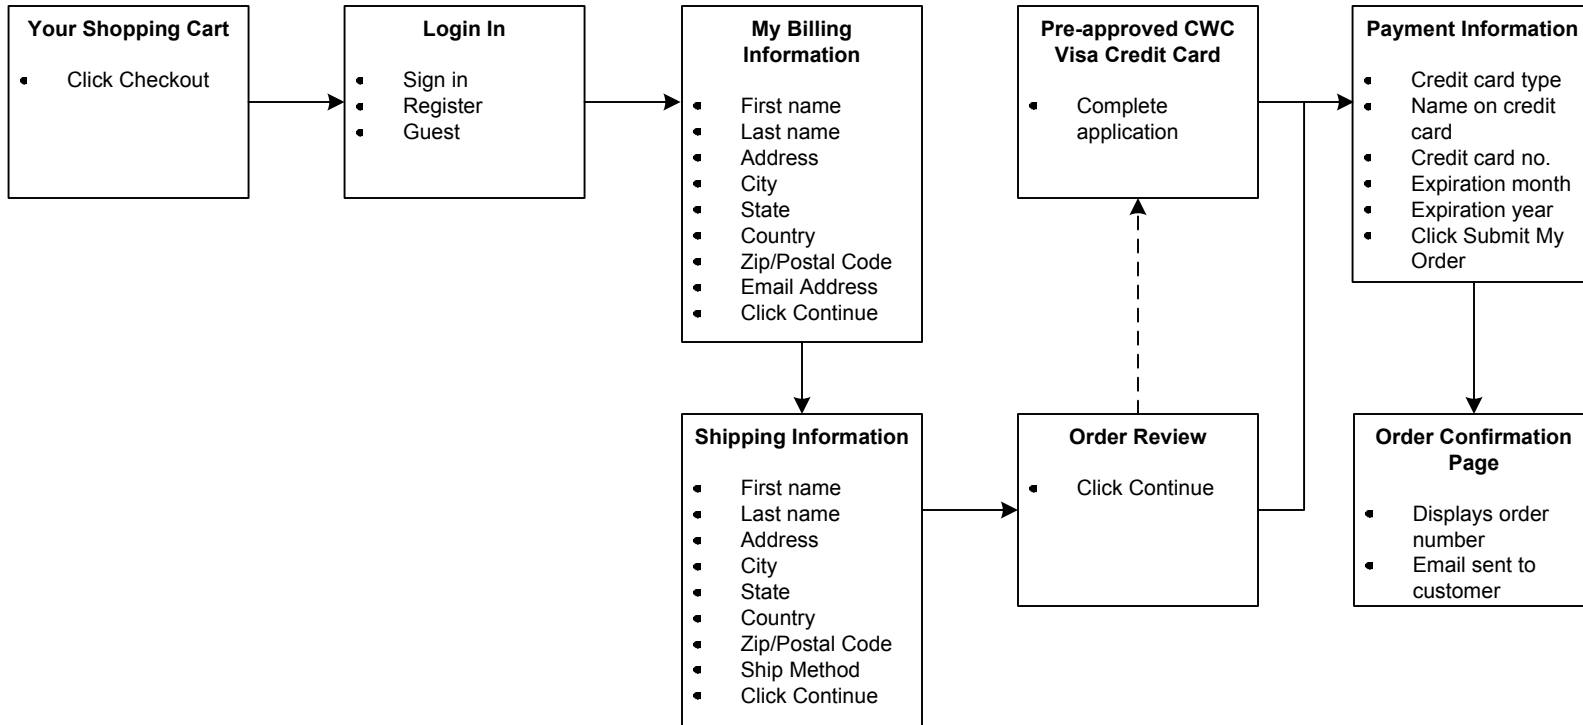 Your Shopping Cart
Click Checkout
Login In
Sign in
Register
Guest
My Billing
Information
First name
Last name
Address
City
State
Country
Zip/Postal Code
Email Address
Click Continue
Shipping Information
First name
Last name
Address
City
State
Country
Zip/Postal Code
Ship Method
Click Continue
Order Review
Click Continue
Pre-approved CWC
Visa Credit Card
Complete
application
Payment Information
Credit card type
Name on credit
card
Credit card no.
Expiration month
Expiration year
Click Submit My
Order
Order Confirmation
Page
Displays order
number
Email sent to
customer